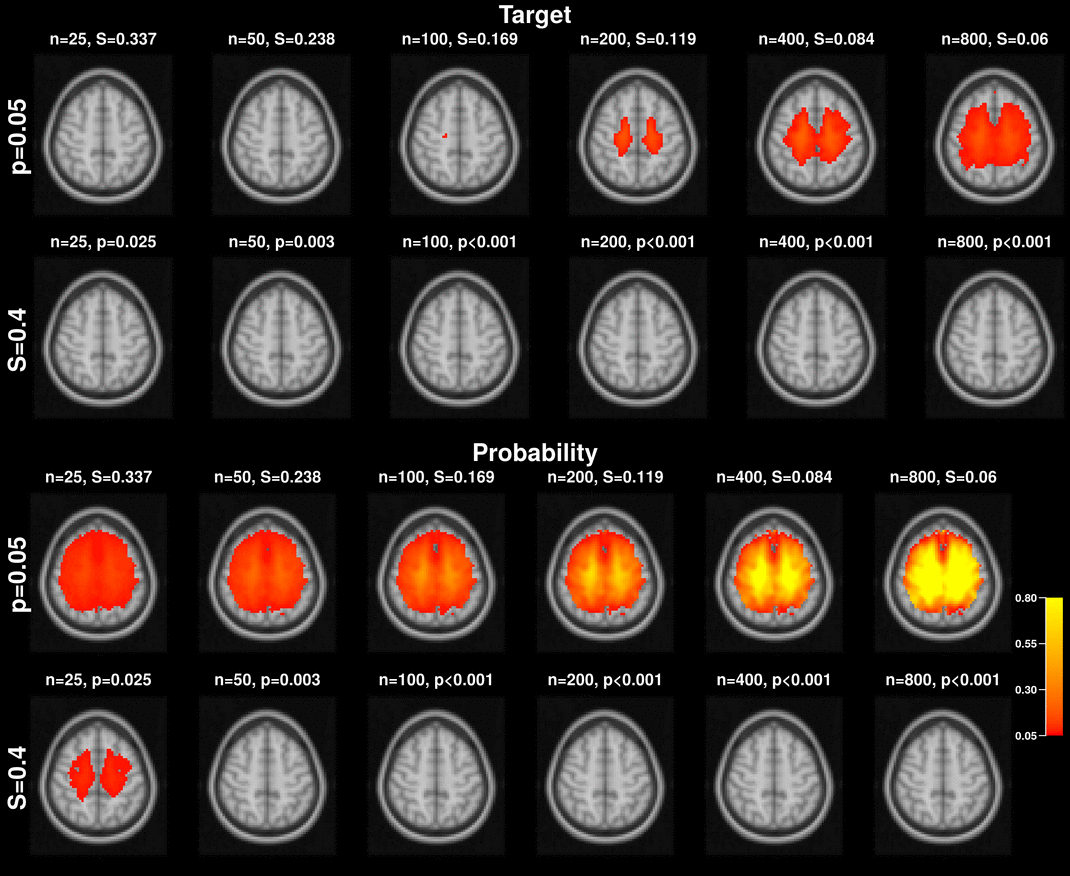 Target
n=25, S=0.337 n=50, S=0.238 n=100, S=0.169 n=200, S=0.119 n=400, S=0.084 n=800, S=0.06
p=0.05
n=25, p=0.025 n=50, p=0.003 n=100, p<0.001 n=200, p<0.001 n=400, p<0.001 n=800, p<0.001
S=0.4
Probability
n=25, S=0.337 n=50, S=0.238 n=100, S=0.169 n=200, S=0.119 n=400, S=0.084 n=800, S=0.06
p=0.05
0.80
0.55
0.30
0.05
n=25, p=0.025 n=50, p=0.003 n=100, p<0.001 n=200, p<0.001 n=400, p<0.001 n=800, p<0.001
S=0.4